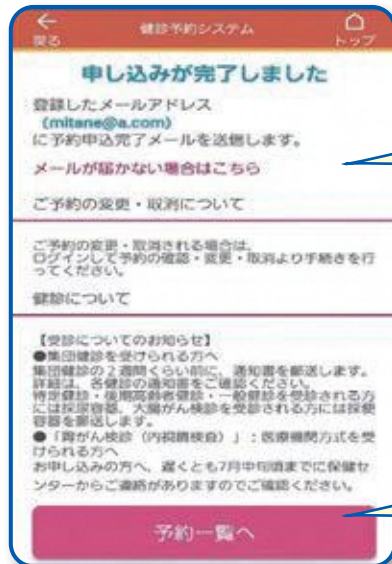 戻る
健診予約システム
トップ
申し込みが完了しました
登録したメールアドレス
(mitane@a.com)
に予約申込完了メールを送信します。
メールが届かない場合はこちら
ご予約の変更・取消について
ご予約の変更・取消される場合は、
ログインして予約の確認・変更・取消より手続きを行
ってください。
健診について
【受診についてのお知らせ】
●集団健診を受けられる方へ
集団健診の2週間くらい前に、通知書を郵送します。
詳細は、各健診の通知書をご確認ください。
特定健診・後期高齢者健診・一般健診を受診される方
には採尿容器、大腸がん検診を受診される方には採便
容器を郵送します。
●「胃がん検診（内視鏡検査）」：医療機関方式を受
けられる方へ
お申し込みの方へ、遅くとも7月中旬頃までに保健セ
ンターからご連絡がありますのでご確認ください。
予約一覧へ